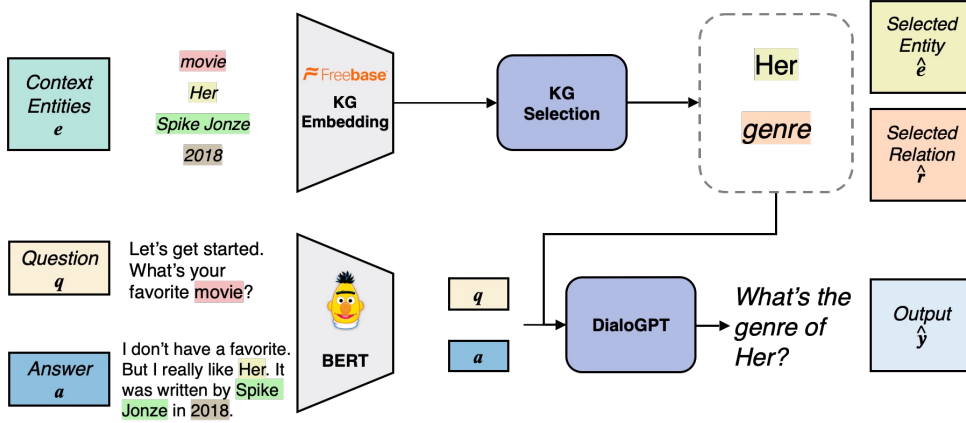 Context
Entities
e
movie
Her
Spike Jonze
2018
Freebase
KG
Embedding
KG
Selection
Her
genre
Selected
Entity
ê
Selected
Relation
r̂
Question
q
Let's get started.
What's your
favorite movie?
Answer
a
I don't have a favorite.
But I really like Her. It
was written by Spike
Jonze in 2018.
BERT
q
a
DialoGPT
What's the
genre of
Her?
Output
ŷ